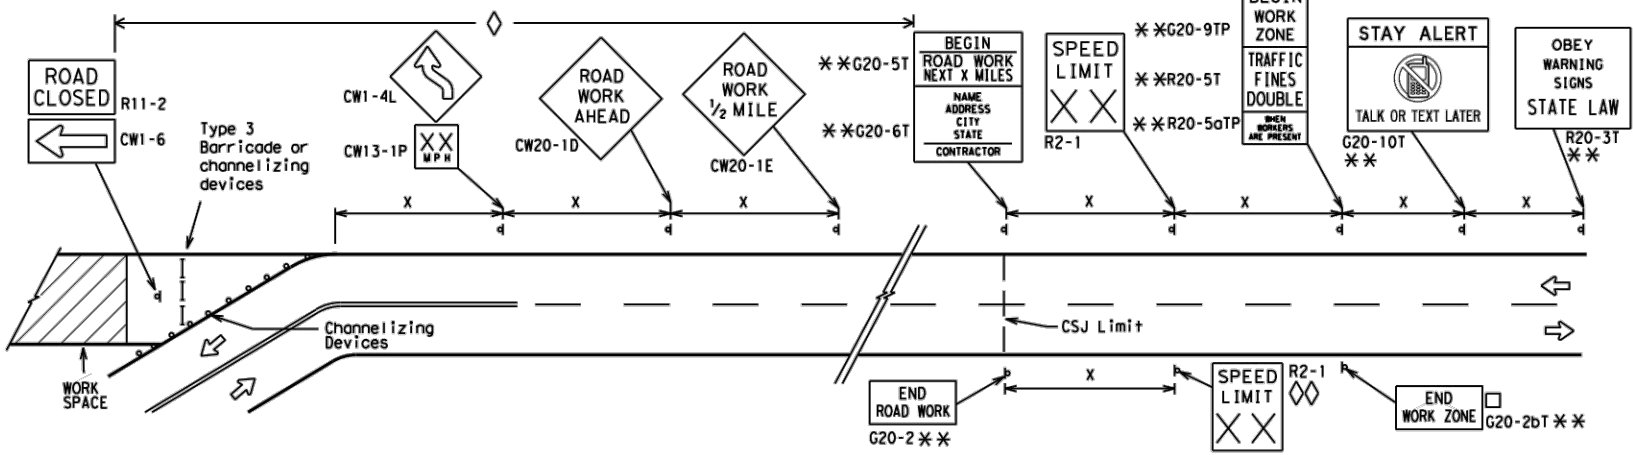 ROAD
CLOSED
R11-2
CW1-6
Type 3
Barricade or
channelizing
devices
CW1-4L
XX
MPH
CW13-1P
ROAD
WORK
AHEAD
CW20-1D
ROAD
WORK
1/2 MILE
CW20-1E
**G20-5T
BEGIN
ROAD WORK
NEXT X MILES
**G20-6T
NAME
ADDRESS
CITY
STATE
CONTRACTOR
SPEED
LIMIT
XX
R2-1
**G20-9TP
BEGIN
WORK
ZONE
**R20-5T
TRAFFIC
FINES
DOUBLE
**R20-5aTP
WHEN
WORKERS
ARE PRESENT
STAY ALERT
TALK OR TEXT LATER
G20-10T
**
OBEY
WARNING
SIGNS
STATE LAW
R20-3T
**
X
X
X
X
X
X
X
Channelizing
Devices
CSJ Limit
WORK
SPACE
END
ROAD WORK
G20-2**
X
SPEED
LIMIT
XX
R2-1
END
WORK ZONE
G20-2bT**